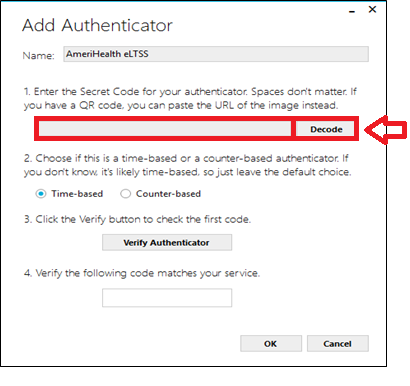 Add Authenticator
Name: AmeriHealth eLTSS
1. Enter the Secret Code for your authenticator. Spaces don't matter. If
you have a QR code, you can paste the URL of the image instead.
Decode
2. Choose if this is a time-based or a counter-based authenticator. If
you don't know, it's likely time-based, so just leave the default choice.
Time-based Counter-based
3. Click the Verify button to check the first code.
Verify Authenticator
4. Verify the following code matches your service.
OK Cancel